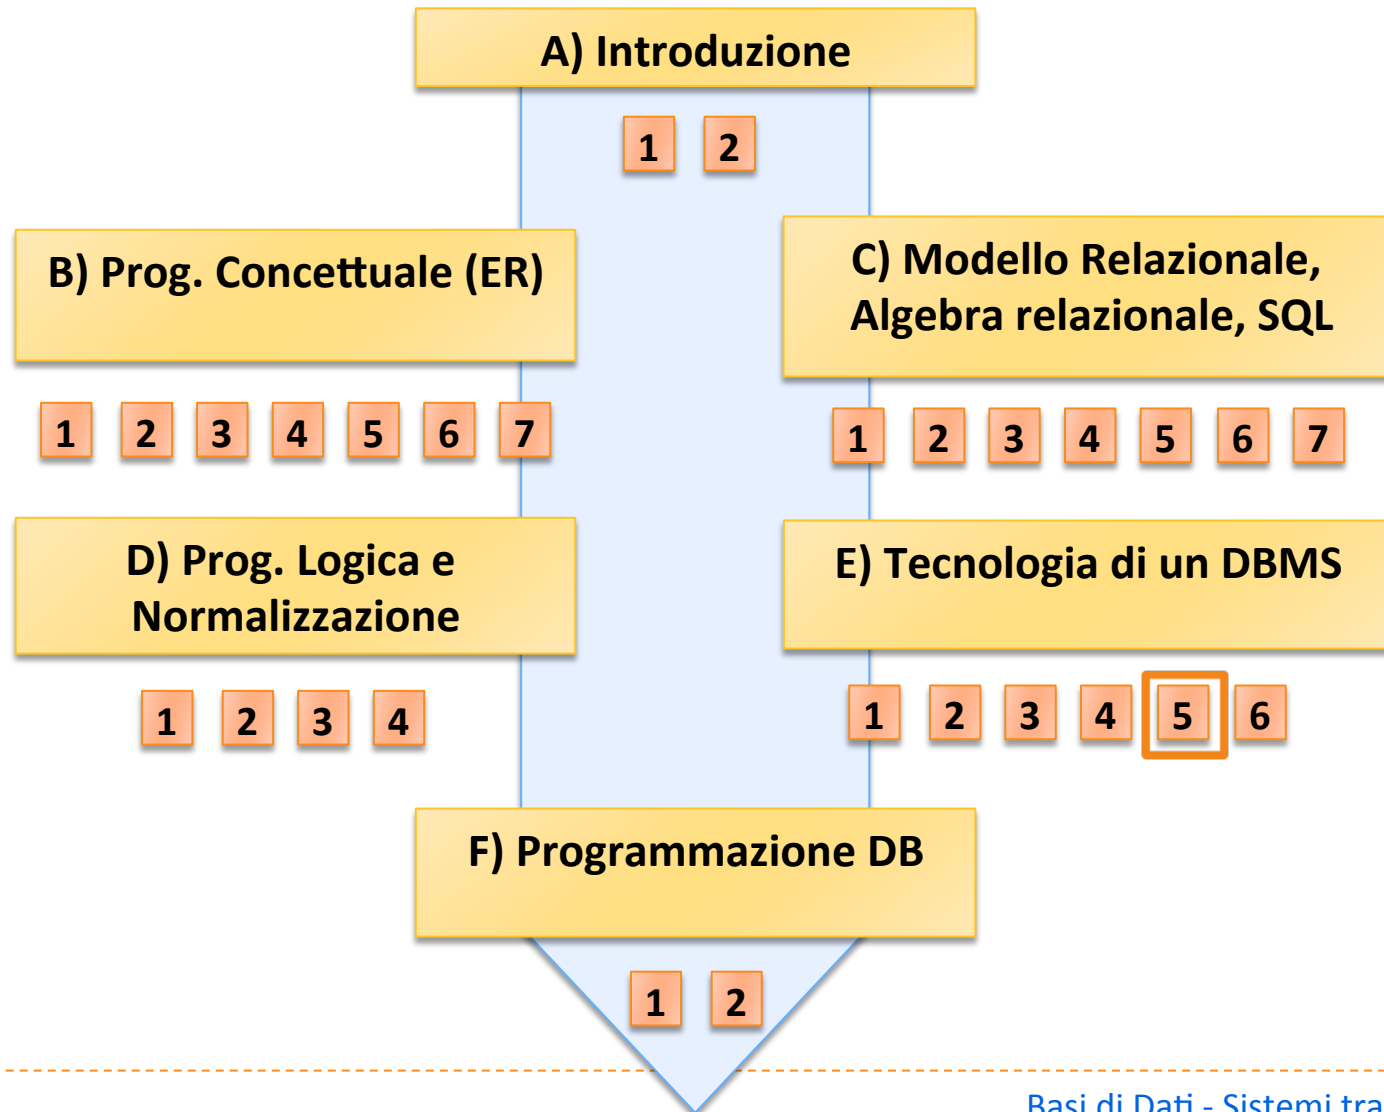 A) Introduzione
1 2
B) Prog. Concettuale (ER)
C) Modello Relazionale,
Algebra relazionale, SQL
1 2 3 4 5 6 7
1 2 3 4 5 6 7
D) Prog. Logica e
Normalizzazione
E) Tecnologia di un DBMS
1 2 3 4
1 2 3 4 5 6
F) Programmazione DB
1 2
Basi di Dati - Sistemi tra